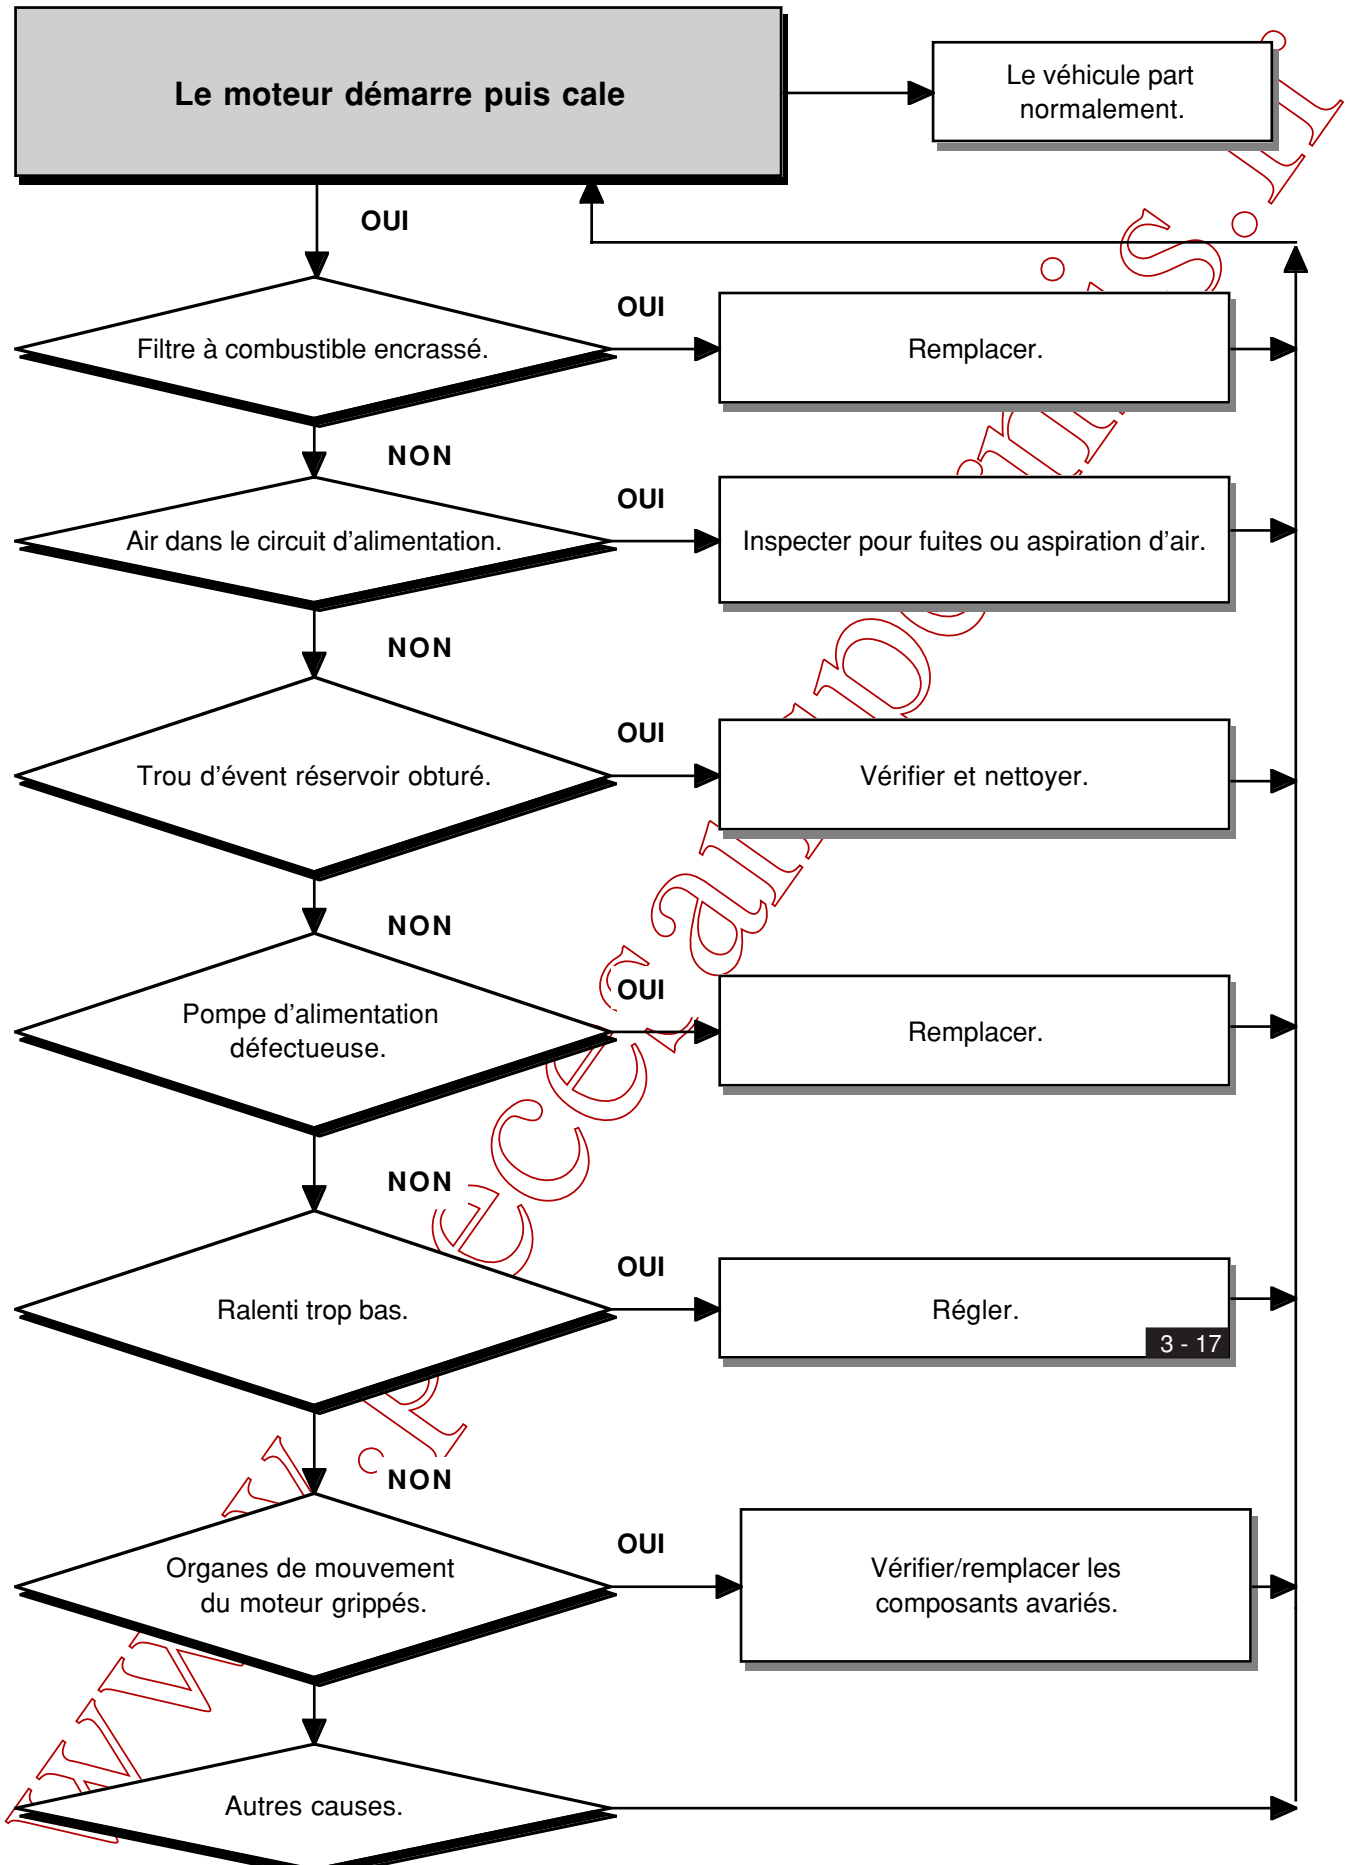 Le moteur démarre puis cale
Le véhicule part
normalement.
OUI
Filtre à combustible encrassé.
OUI
Remplacer.
NON
Air dans le circuit d’alimentation.
OUI
Inspecter pour fuites ou aspiration d’air.
NON
Trou d’évent réservoir obturé.
OUI
Vérifier et nettoyer.
NON
Pompe d’alimentation
défectueuse.
OUI
Remplacer.
NON
Ralenti trop bas.
OUI
Régler.
3 - 17
NON
Organes de mouvement
du moteur grippés.
OUI
Vérifier/remplacer les
composants avariés.
Autres causes.